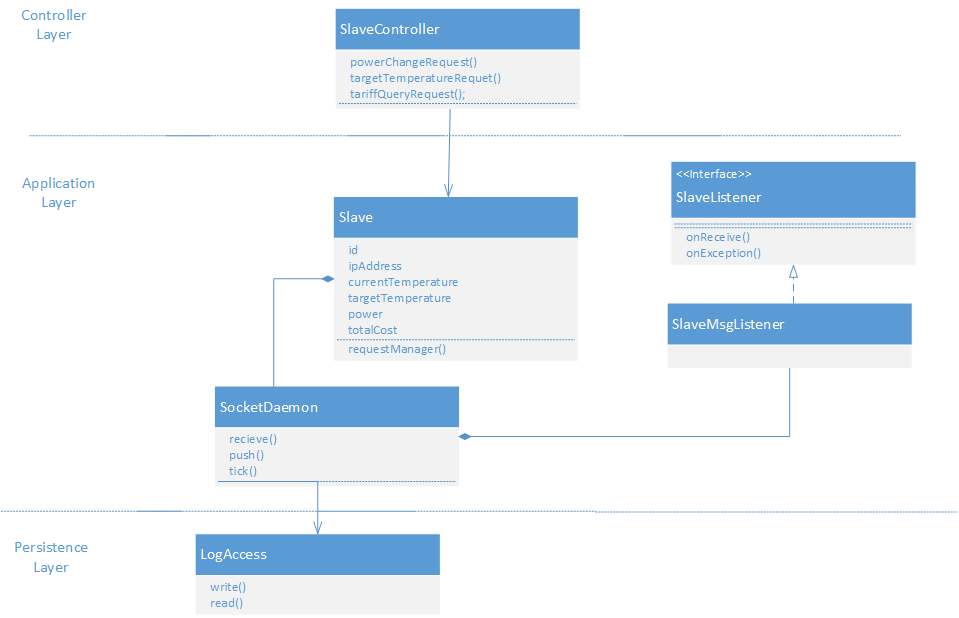 Controller
Layer
SlaveController
powerChangeRequest()
targetTemperatureRequet()
tariffQueryRequest();
Application
Layer
<<Interface>>
SlaveListener
onReceive()
onException()
Slave
id
ipAddress
currentTemperature
targetTemperature
power
totalCost
requestManager()
SlaveMsgListener
SocketDaemon
recieve()
push()
tick()
Persistence
Layer
LogAccess
write()
read()